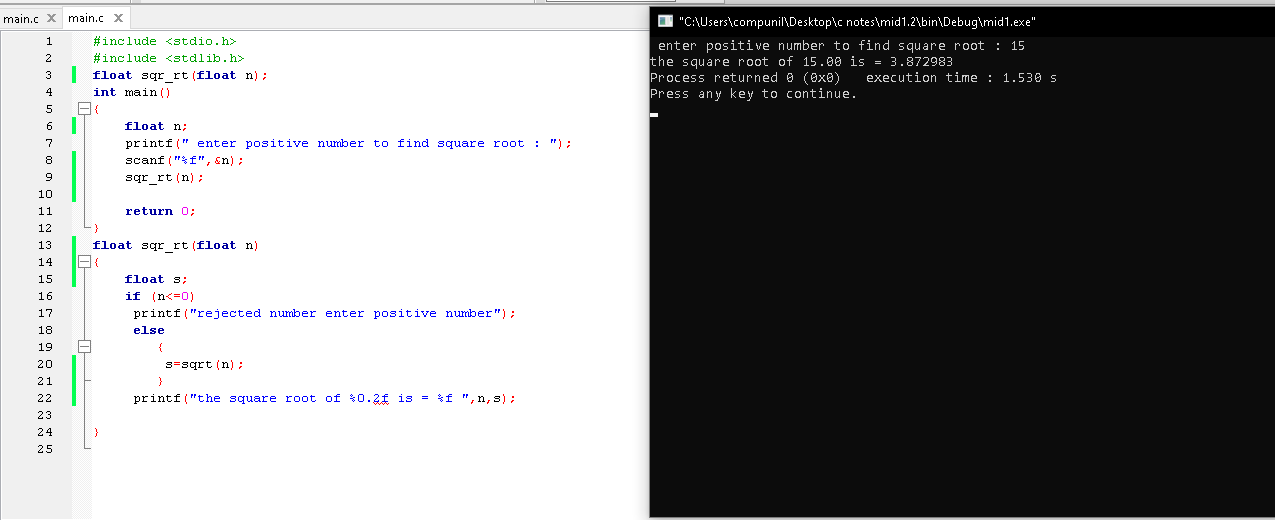 main.c main.c
1 #include <stdio.h>
2 #include <stdlib.h>
3 float sqr_rt(float n);
4 int main()
5 {
6 float n;
7 printf(" enter positive number to find square root : ");
8 scanf("%f",&n);
9 sqr_rt(n);
10
11 return 0;
12 }
13 float sqr_rt(float n)
14 {
15 float s;
16 if (n<=0)
17 printf("rejected number enter positive number");
18 else
19 {
20 s=sqrt(n);
21 }
22 printf("the square root of %0.2f is = %f ",n,s);
23
24 }
25
"C:\Users\compunil\Desktop\c notes\mid1.2\bin\Debug\mid1.exe"
enter positive number to find square root : 15
the square root of 15.00 is = 3.872983
Process returned 0 (0x0) execution time : 1.530 s
Press any key to continue.